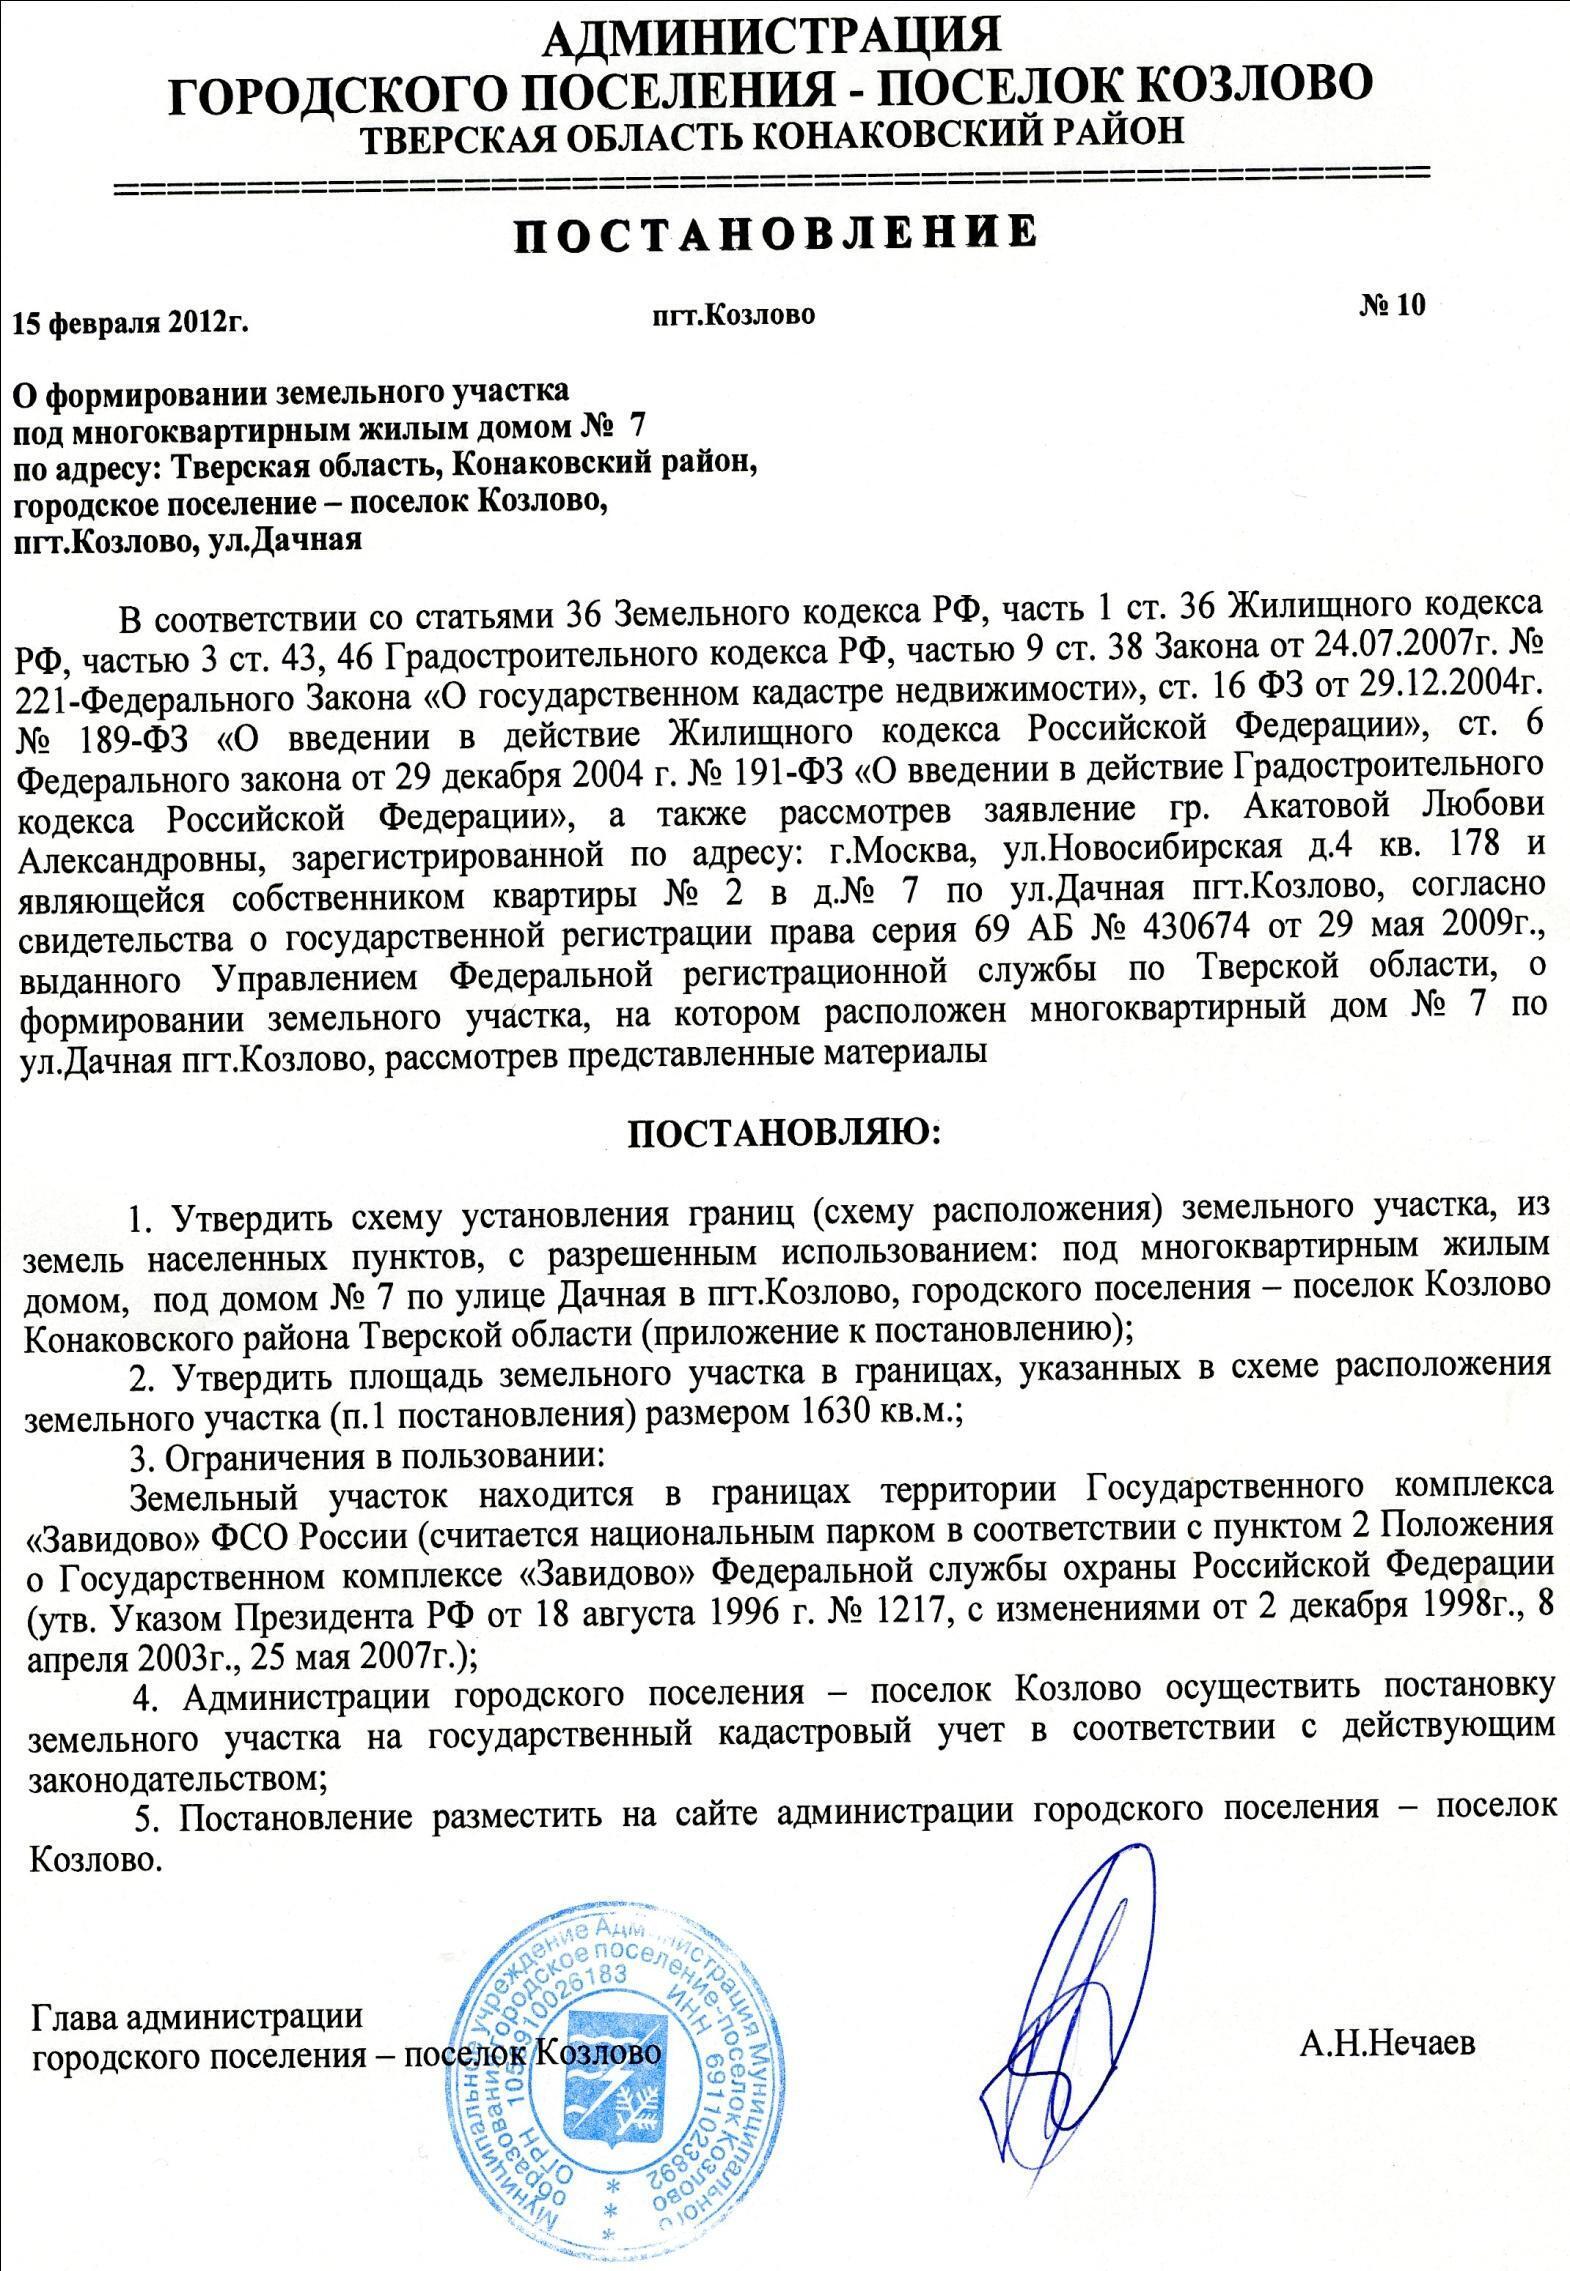 АДМИНИСТРАЦИЯ
ГОРОДСКОГО ПОСЕЛЕНИЯ - ПОСЕЛОК КОЗЛОВО
ТВЕРСКАЯ ОБЛАСТЬ КОНАКОВСКИЙ РАЙОН
ПОСТАНОВЛЕНИЕ
15 февраля 2012г. пгт.Козлово № 10
О формировании земельного участка
под многоквартирным жилым домом № 7
по адресу: Тверская область, Конаковский район,
городское поселение – поселок Козлово,
пгт.Козлово, ул.Дачная
В соответствии со статьями 36 Земельного кодекса РФ, часть 1 ст. 36 Жилищного кодекса
РФ, частью 3 ст. 43, 46 Градостроительного кодекса РФ, частью 9 ст. 38 Закона от 24.07.2007г. №
221-Федерального Закона «О государственном кадастре недвижимости», ст. 16 ФЗ от 29.12.2004г.
№ 189-ФЗ «О введении в действие Жилищного кодекса Российской Федерации», ст. 6
Федерального закона от 29 декабря 2004 г. № 191-ФЗ «О введении в действие Градостроительного
кодекса Российской Федерации», а также рассмотрев заявление гр. Акатовой Любови
Александровны, зарегистрированной по адресу: г.Москва, ул.Новосибирская д.4 кв. 178 и
являющейся собственником квартиры № 2 в д.№ 7 по ул.Дачная пгт.Козлово, согласно
свидетельства о государственной регистрации права серия 69 АБ № 430674 от 29 мая 2009г.,
выданного Управлением Федеральной регистрационной службы по Тверской области, о
формировании земельного участка, на котором расположен многоквартирный дом № 7 по
ул.Дачная пгт.Козлово, рассмотрев представленные материалы
ПОСТАНОВЛЯЮ:
1. Утвердить схему установления границ (схему расположения) земельного участка, из
земель населенных пунктов, с разрешенным использованием: под многоквартирным жилым
домом, под домом № 7 по улице Дачная в пгт.Козлово, городского поселения – поселок Козлово
Конаковского района Тверской области (приложение к постановлению);
2. Утвердить площадь земельного участка в границах, указанных в схеме расположения
земельного участка (п.1 постановления) размером 1630 кв.м.;
3. Ограничения в пользовании:
Земельный участок находится в границах территории Государственного комплекса
«Завидово» ФСО России (считается национальным парком в соответствии с пунктом 2 Положения
о Государственном комплексе «Завидово» Федеральной службы охраны Российской Федерации
(утв. Указом Президента РФ от 18 августа 1996 г. № 1217, с изменениями от 2 декабря 1998г., 8
апреля 2003г., 25 мая 2007г.);
4. Администрации городского поселения – поселок Козлово осуществить постановку
земельного участка на государственный кадастровый учет в соответствии с действующим
законодательством;
5. Постановление разместить на сайте администрации городского поселения – поселок
Козлово.
Глава администрации
городского поселения – поселок Козлово А.Н.Нечаев
Муниципальное учреждение Администрация Муниципального
образования городское поселение-поселок Козлово
ОГРН 1056910026183 ИНН 6911023892